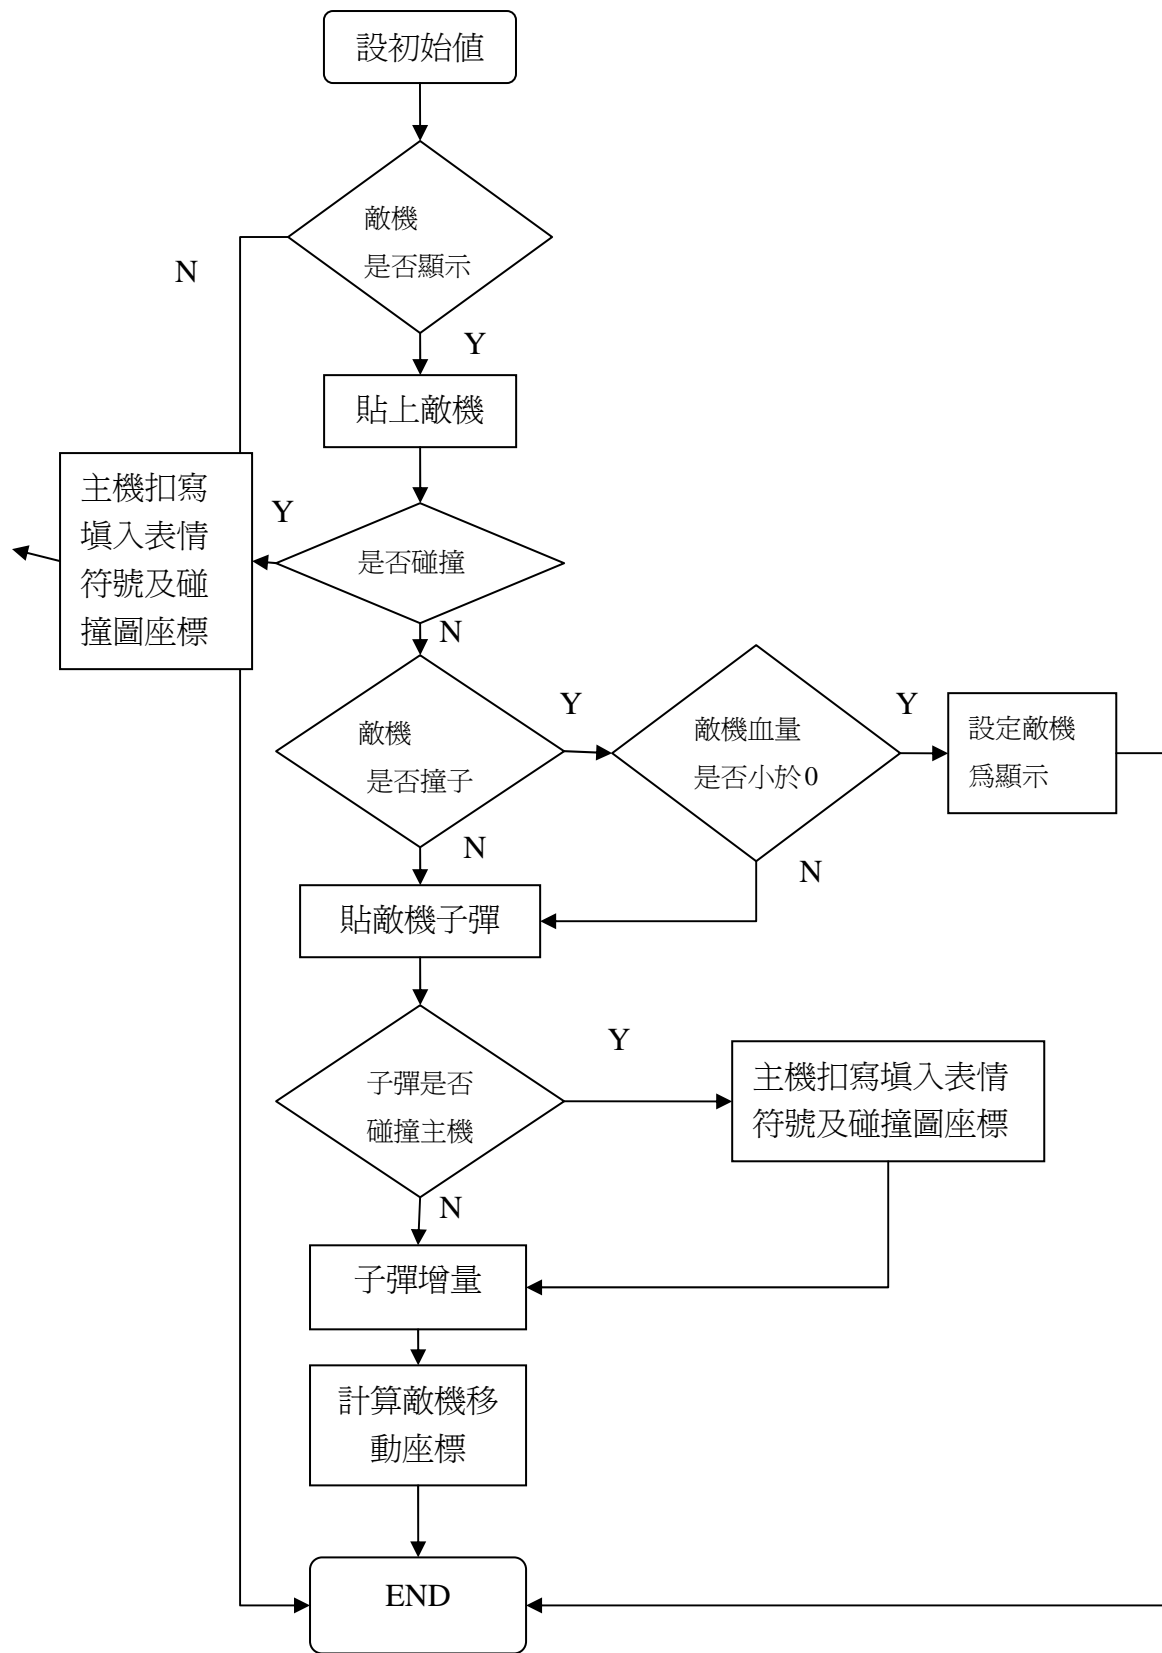 設初始值
敵機
是否顯示
N
Y
貼上敵機
主機扣寫
填入表情
符號及碰
撞圖座標
Y
是否碰撞
N
敵機
是否撞子
Y
敵機血量
是否小於0
Y
設定敵機
為顯示
N
N
貼敵機子彈
子彈是否
碰撞主機
Y
主機扣寫填入表情
符號及碰撞圖座標
N
子彈增量
計算敵機移
動座標
END